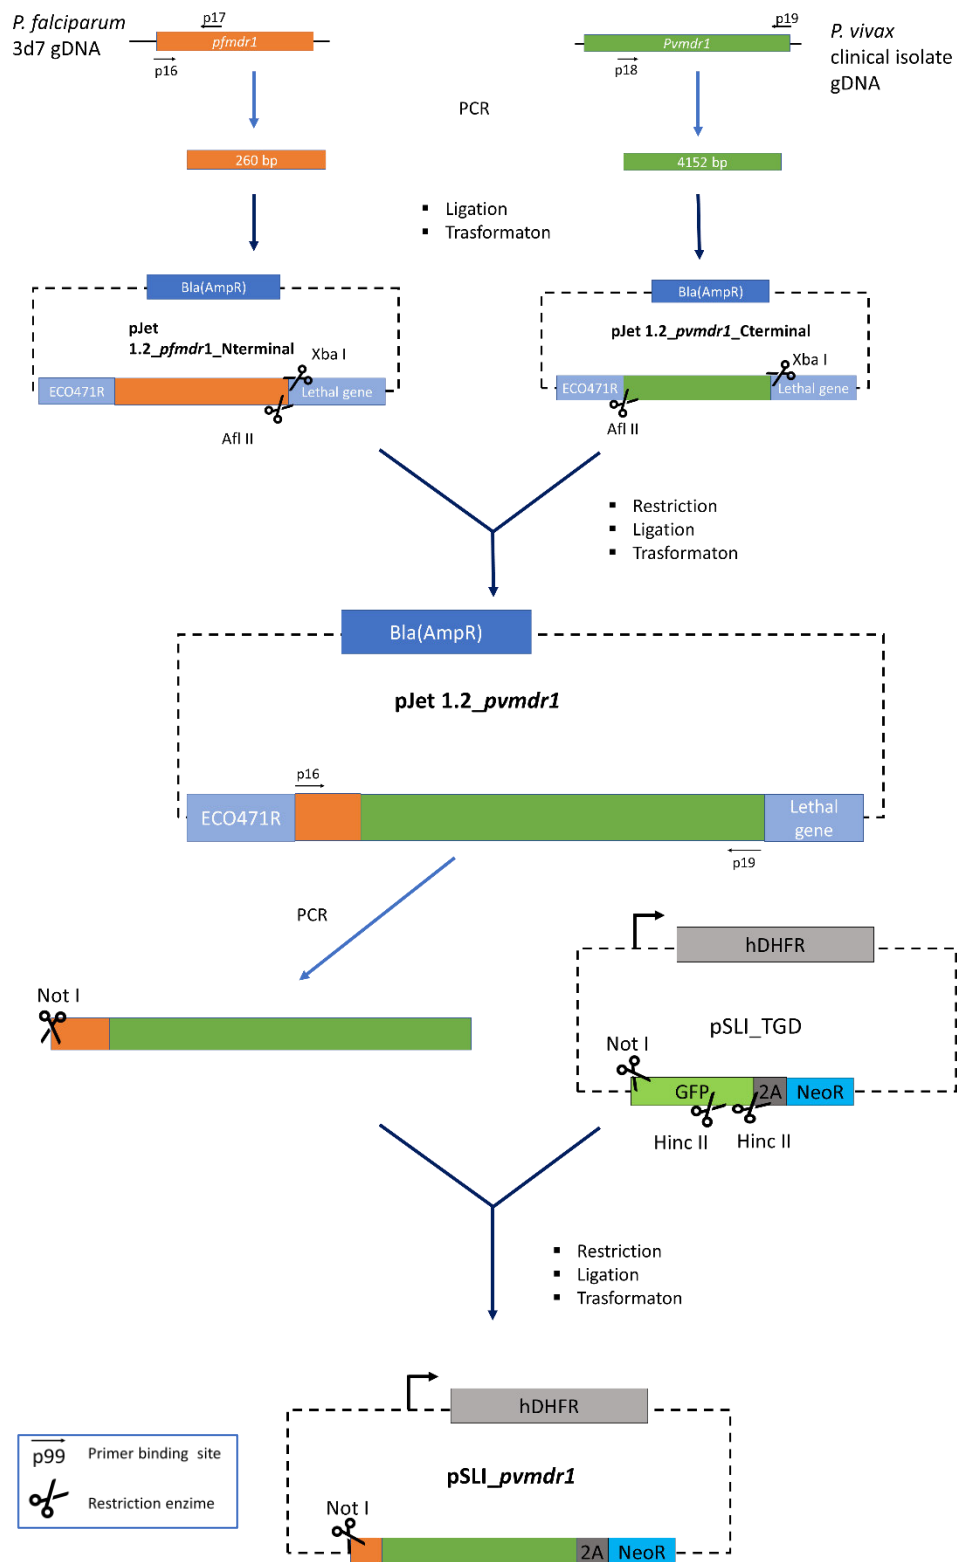 P. falciparum
3d7 gDNA
p17
pfmdr1
p16
p19
Pvmdr1
p18
P. vivax
clinical isolate
gDNA
PCR
260 bp
4152 bp
▪ Ligation
▪ Trasformaton
Bla(AmpR)
pJet
1.2_pfmdr1_Nterminal
Xba I
ECO471R
Lethal gene
Afl II
Bla(AmpR)
pJet 1.2_pvmdr1_Cterminal
Xba I
ECO471R
Lethal gene
Afl II
▪ Restriction
▪ Ligation
▪ Trasformaton
Bla(AmpR)
pJet 1.2_pvmdr1
p16
ECO471R
Lethal
gene
p19
PCR
Not I
hDHFR
pSLI_TGD
Not I
GFP
2A
NeoR
Hinc II
Hinc II
▪ Restriction
▪ Ligation
▪ Trasformaton
hDHFR
pSLI_pvmdr1
Not I
2A
NeoR
p99
Primer binding site
Restriction enzime